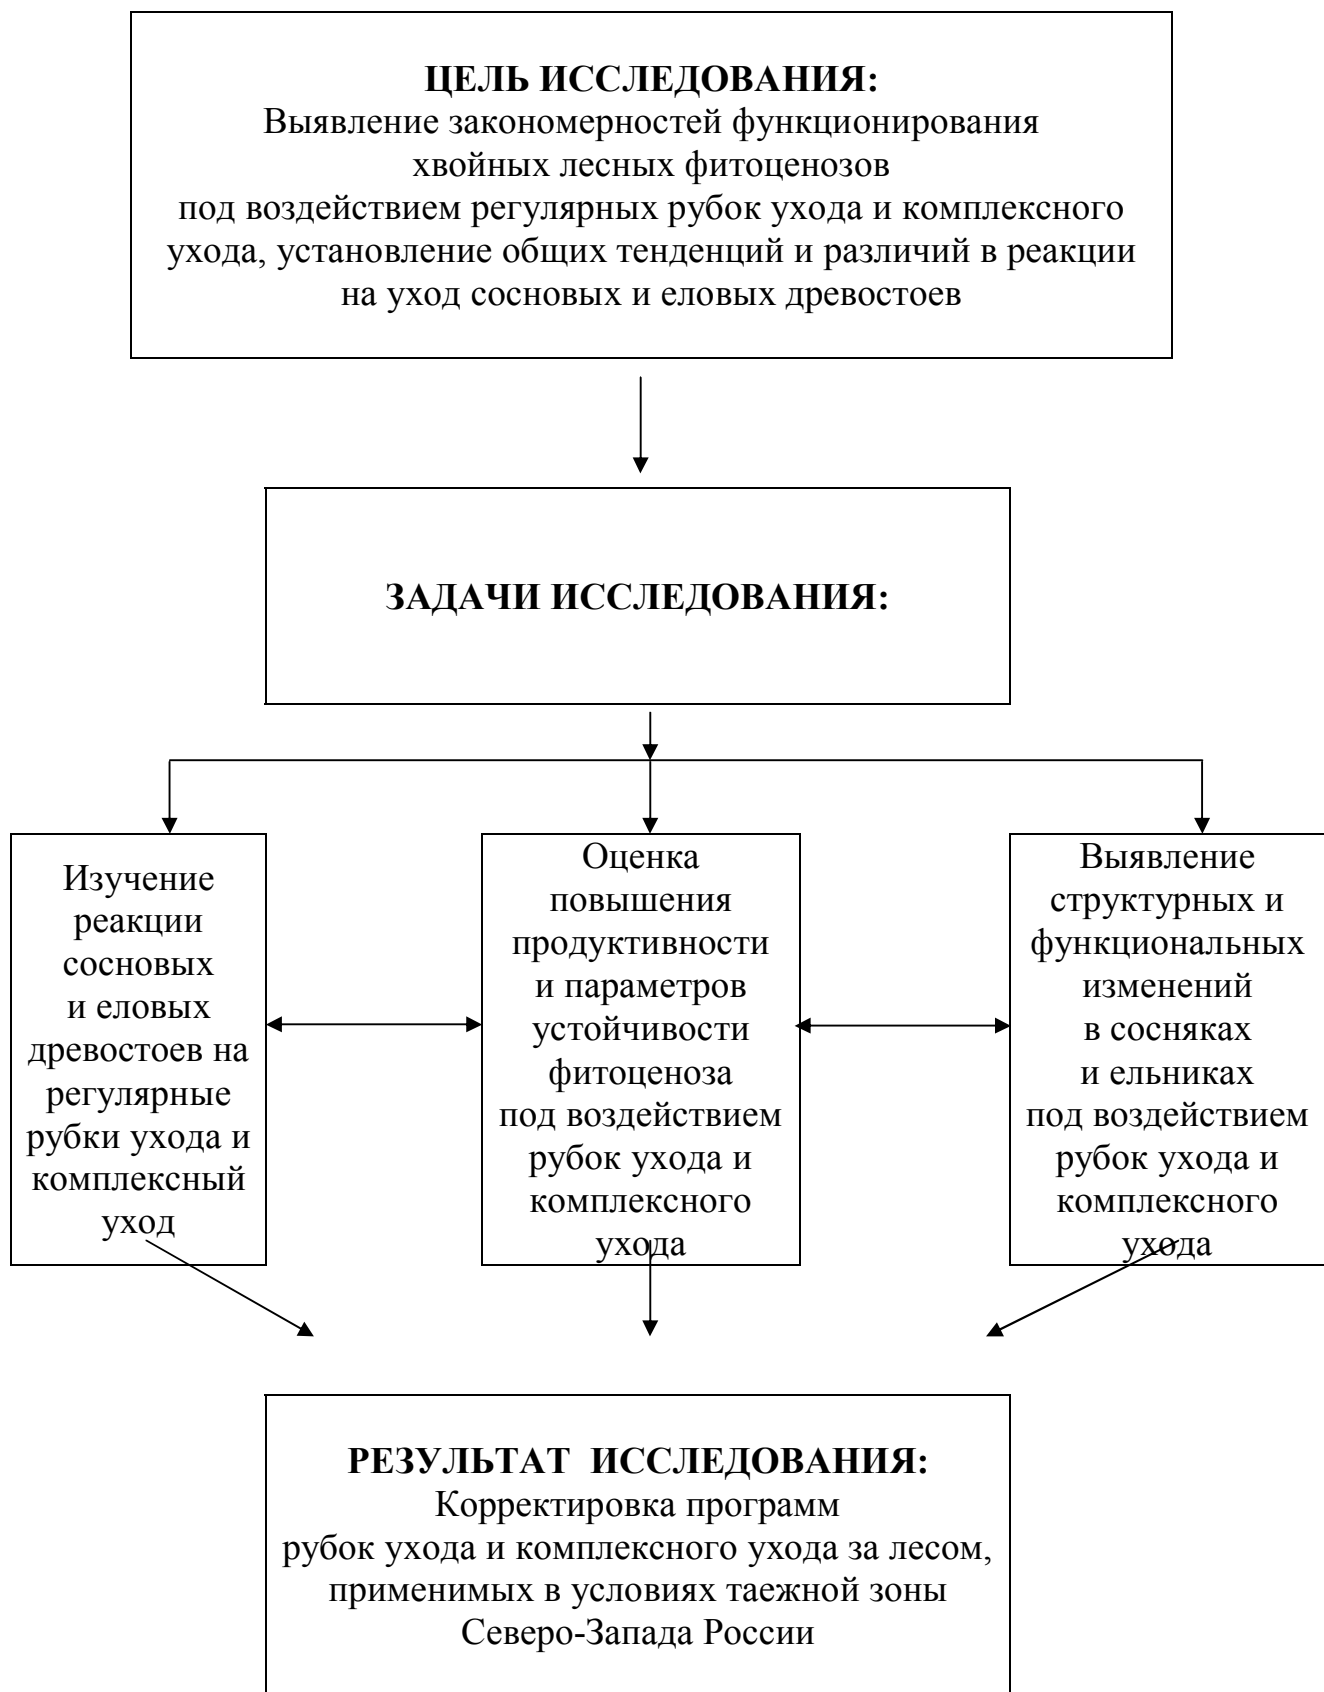 ЦЕЛЬ ИССЛЕДОВАНИЯ:
Выявление закономерностей функционирования
хвойных лесных фитоценозов
под воздействием регулярных рубок ухода и комплексного
ухода, установление общих тенденций и различий в реакции
на уход сосновых и еловых древостоев
ЗАДАЧИ ИССЛЕДОВАНИЯ:
Изучение
реакции
сосновых
и еловых
древостоев на
регулярные
рубки ухода и
комплексный
уход
Оценка
повышения
продуктивности
и параметров
устойчивости
фитоценоза
под воздействием
рубок ухода и
комплексного
ухода
Выявление
структурных и
функциональных
изменений
в сосняках
и ельниках
под воздействием
рубок ухода и
комплексного
ухода
РЕЗУЛЬТАТ  ИССЛЕДОВАНИЯ:
Корректировка программ
рубок ухода и комплексного ухода за лесом,
применимых в условиях таежной зоны
Северо-Запада России